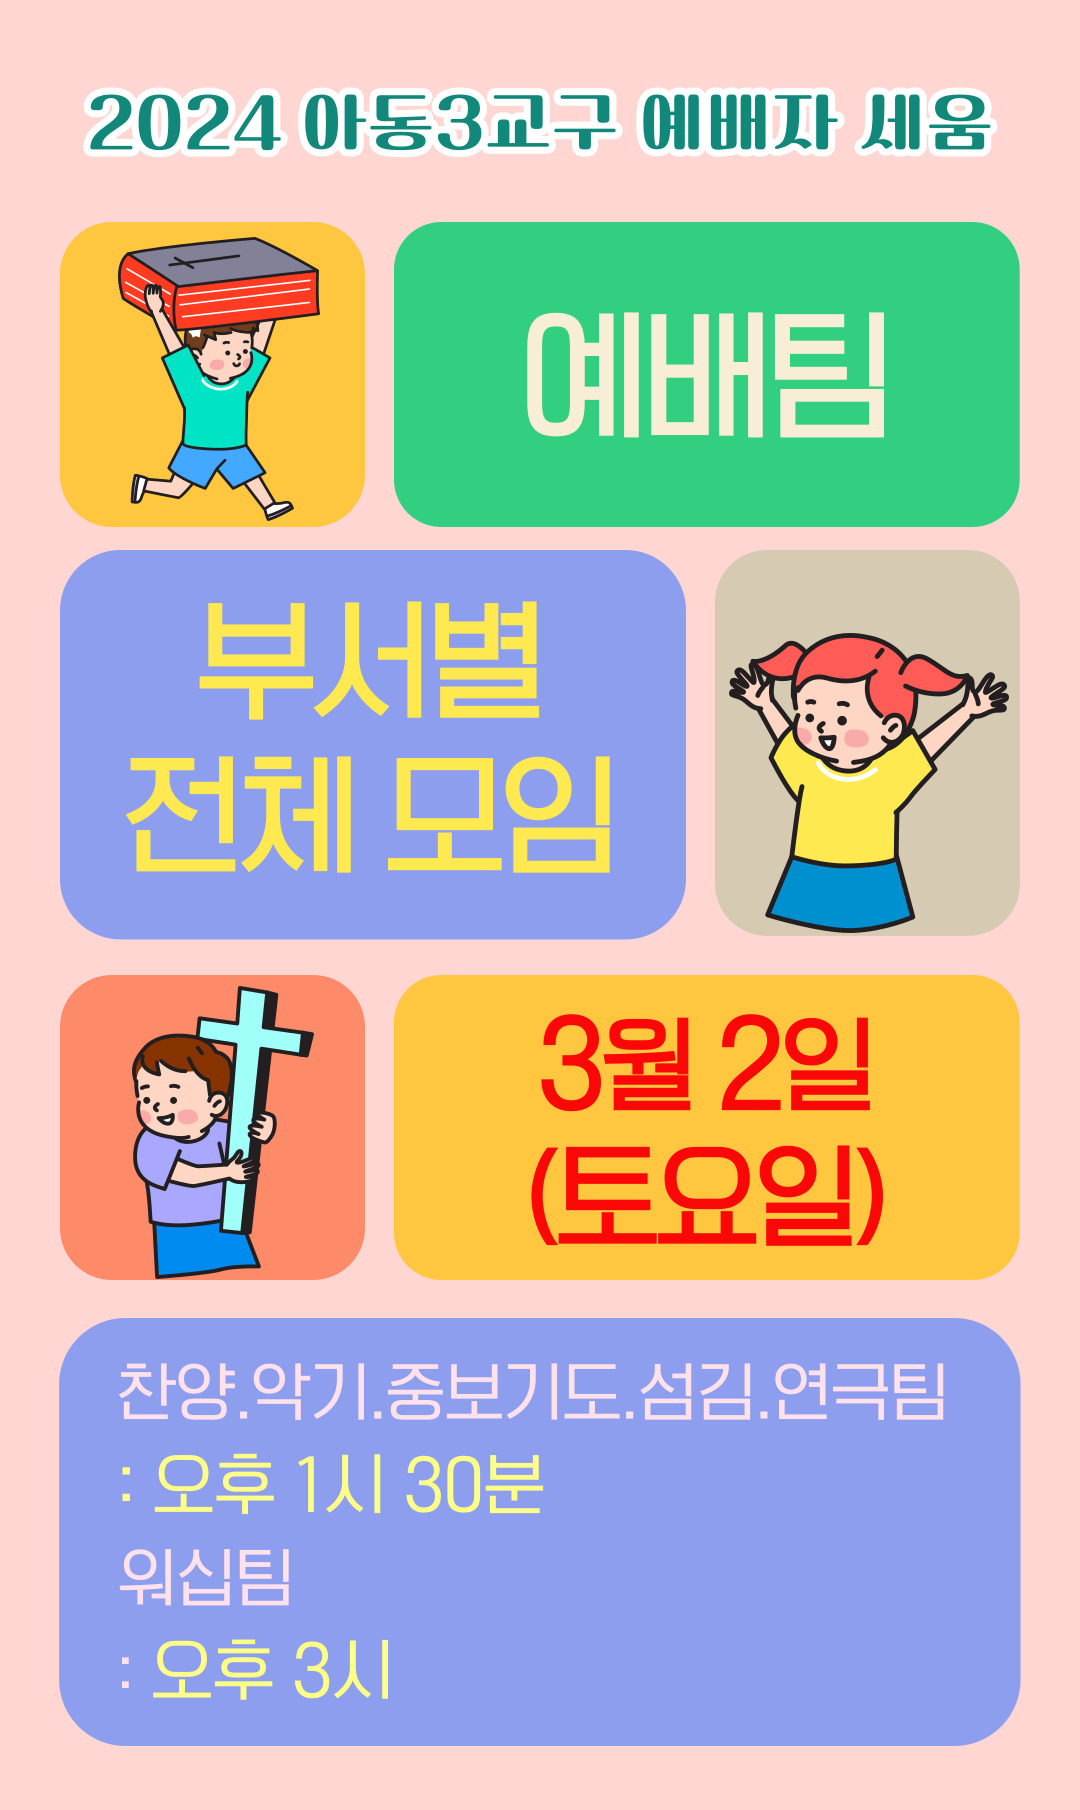 2024 아동3교구 예배자 세움
예배팀
부서별
전체 모임
3월 2일
(토요일)
찬양.악기.중보기도.섬김.연극팀
: 오후 1시 30분
워십팀
: 오후 3시